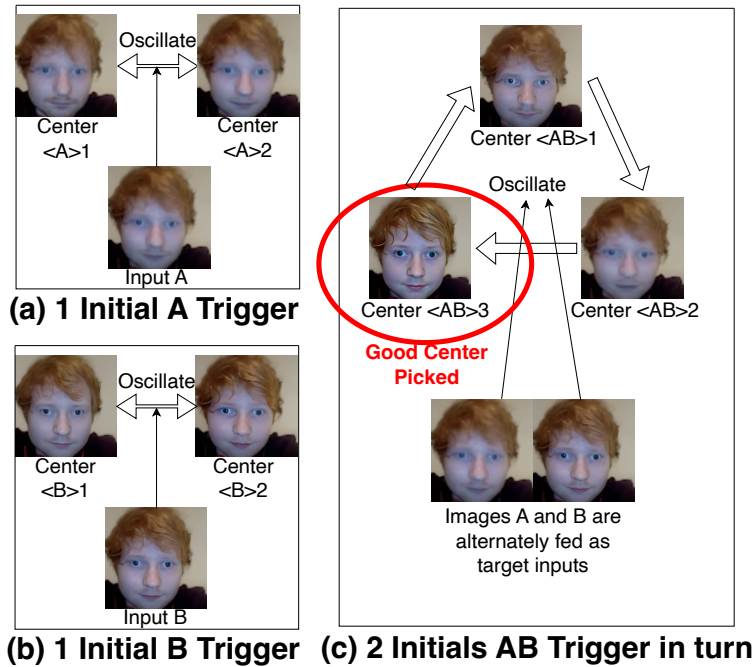 Oscillate
Center
<A>1
Center
<A>2
Input A
(a) 1 Initial A Trigger
Oscillate
Center
<B>1
Center
<B>2
Input B
(b) 1 Initial B Trigger
Center <AB>1
Oscillate
Center <AB>3
Center <AB>2
Good Center
Picked
Images A and B are
alternately fed as
target inputs
(c) 2 Initials AB Trigger in turn